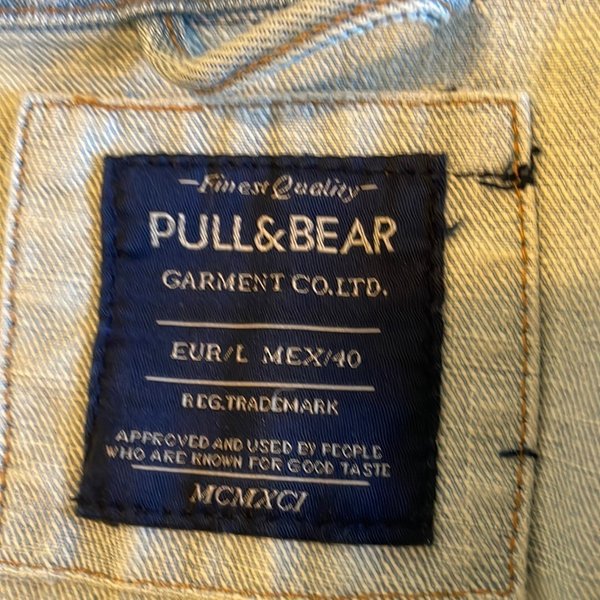 -Finest Quality-
PULL&BEAR
GARMENT CO.LTD.
EUR/L MEX/40
REG.TRADEMARK
APPROVED AND USED BY PEOPLE
WHO ARE KNOWN FOR GOOD TASTE
MCMXCI